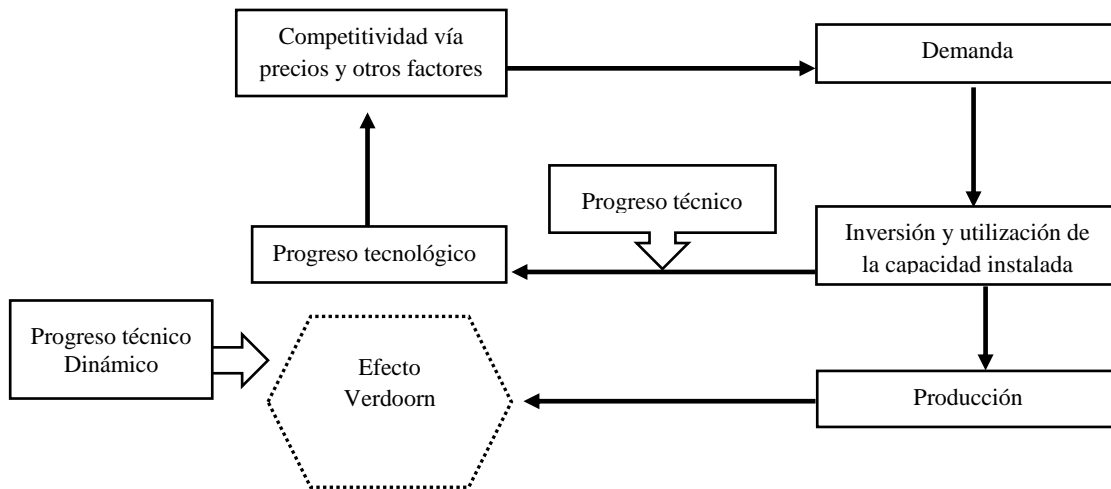 Competitividad vía
precios y otros factores
Demanda
Progreso técnico
Progreso tecnológico
Inversión y utilización de
la capacidad instalada
Progreso técnico
Dinámico
Efecto
Verdoorn
Producción